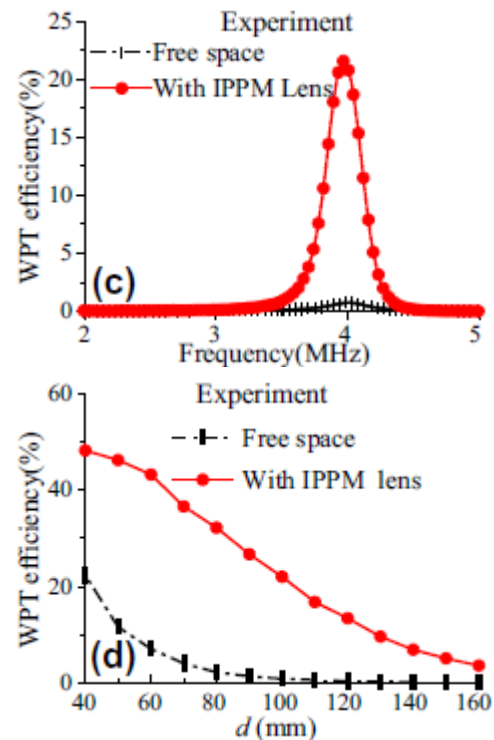 Experiment
Free space
With IPPM Lens
WPT efficiency(%)
25
20
15
10
5
0
(c)
2 3 4 5
Frequency(MHz)
Experiment
Free space
With IPPM lens
WPT efficiency(%)
60
40
20
0
(d)
40 60 80 100 120 140 160
d (mm)